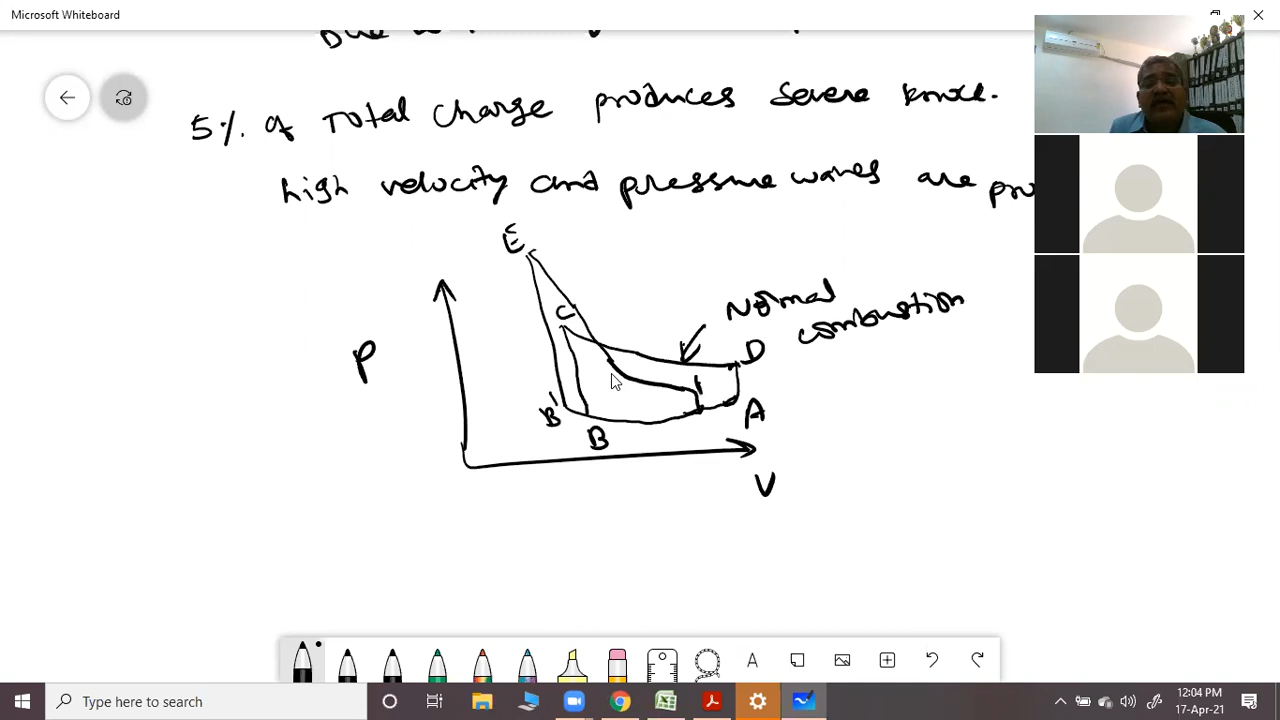 Microsoft Whiteboard
Due
5% of Total charge produces severe knock.
high velocity and pressure waves are pro
E
C
Normal
combustion
P
D
B'
A
B
V
A
Type here to search
12:04 PM
17-Apr-21